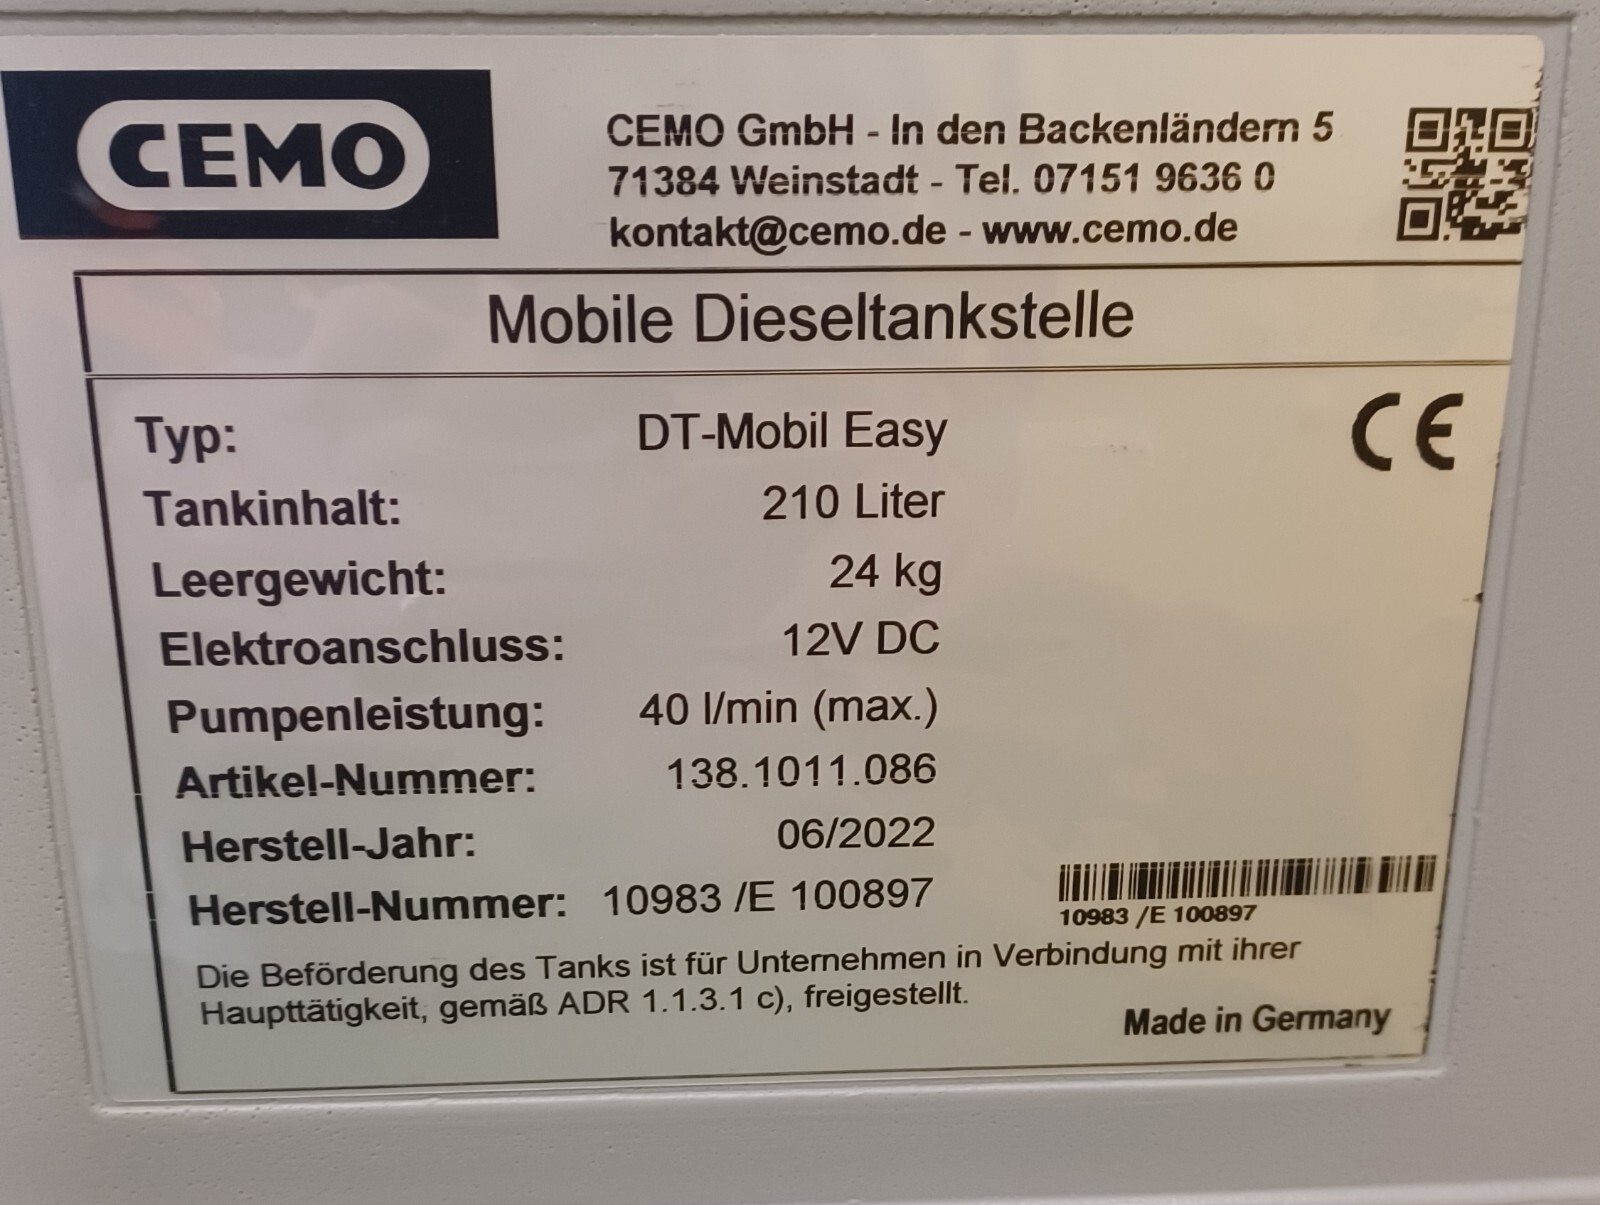 CEMO
CEMO GmbH - In den Backenländern 5
71384 Weinstadt - Tel. 07151 9636 0
kontakt@cemo.de - www.cemo.de
Mobile Dieseltankstelle
CE
Typ: DT-Mobil Easy
Tankinhalt: 210 Liter
Leergewicht: 24 kg
Elektroanschluss: 12V DC
Pumpenleistung: 40 l/min (max.)
Artikel-Nummer: 138.1011.086
Herstell-Jahr: 06/2022
Herstell-Nummer: 10983 /E 100897
10983 /E 100897
Die Beförderung des Tanks ist für Unternehmen in Verbindung mit ihrer
Haupttätigkeit, gemäß ADR 1.1.3.1 c), freigestellt.
Made in Germany